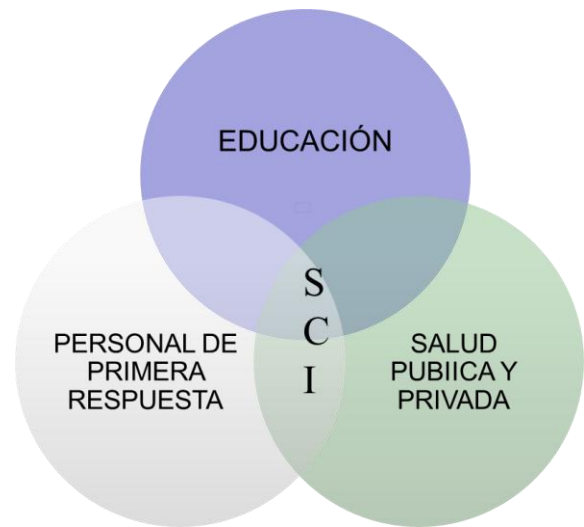 EDUCACIÓN
S
C
I
PERSONAL DE
PRIMERA
RESPUESTA
SALUD
PUBIICA Y
PRIVADA